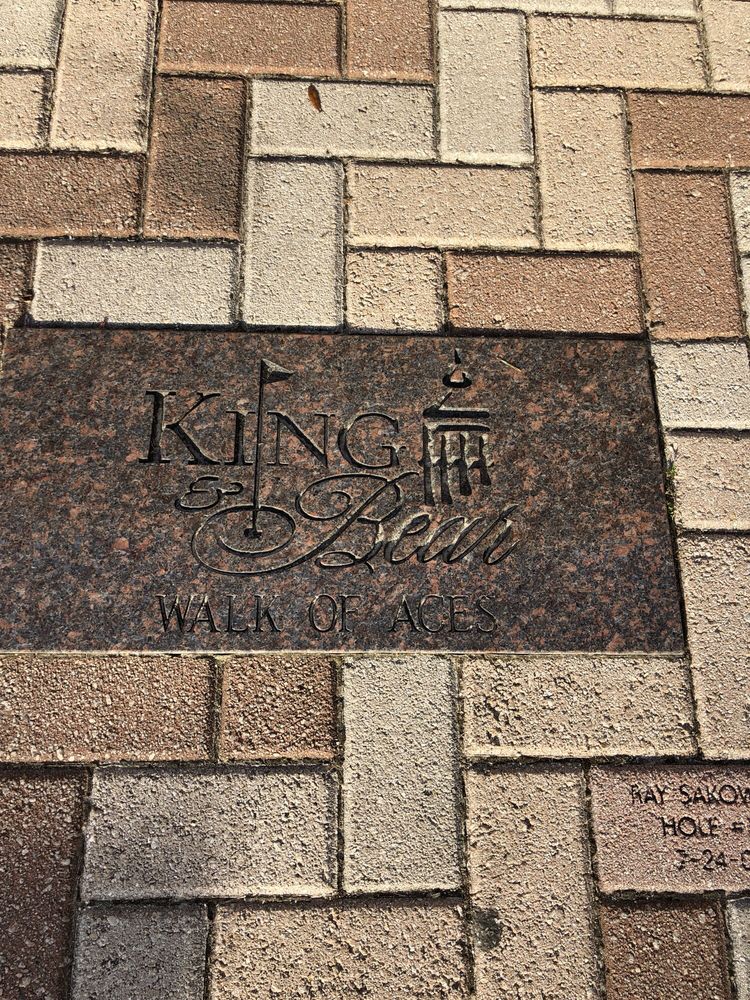 KING
& Bear
WALK OF ACES
RAY SAKOW
HOLE #